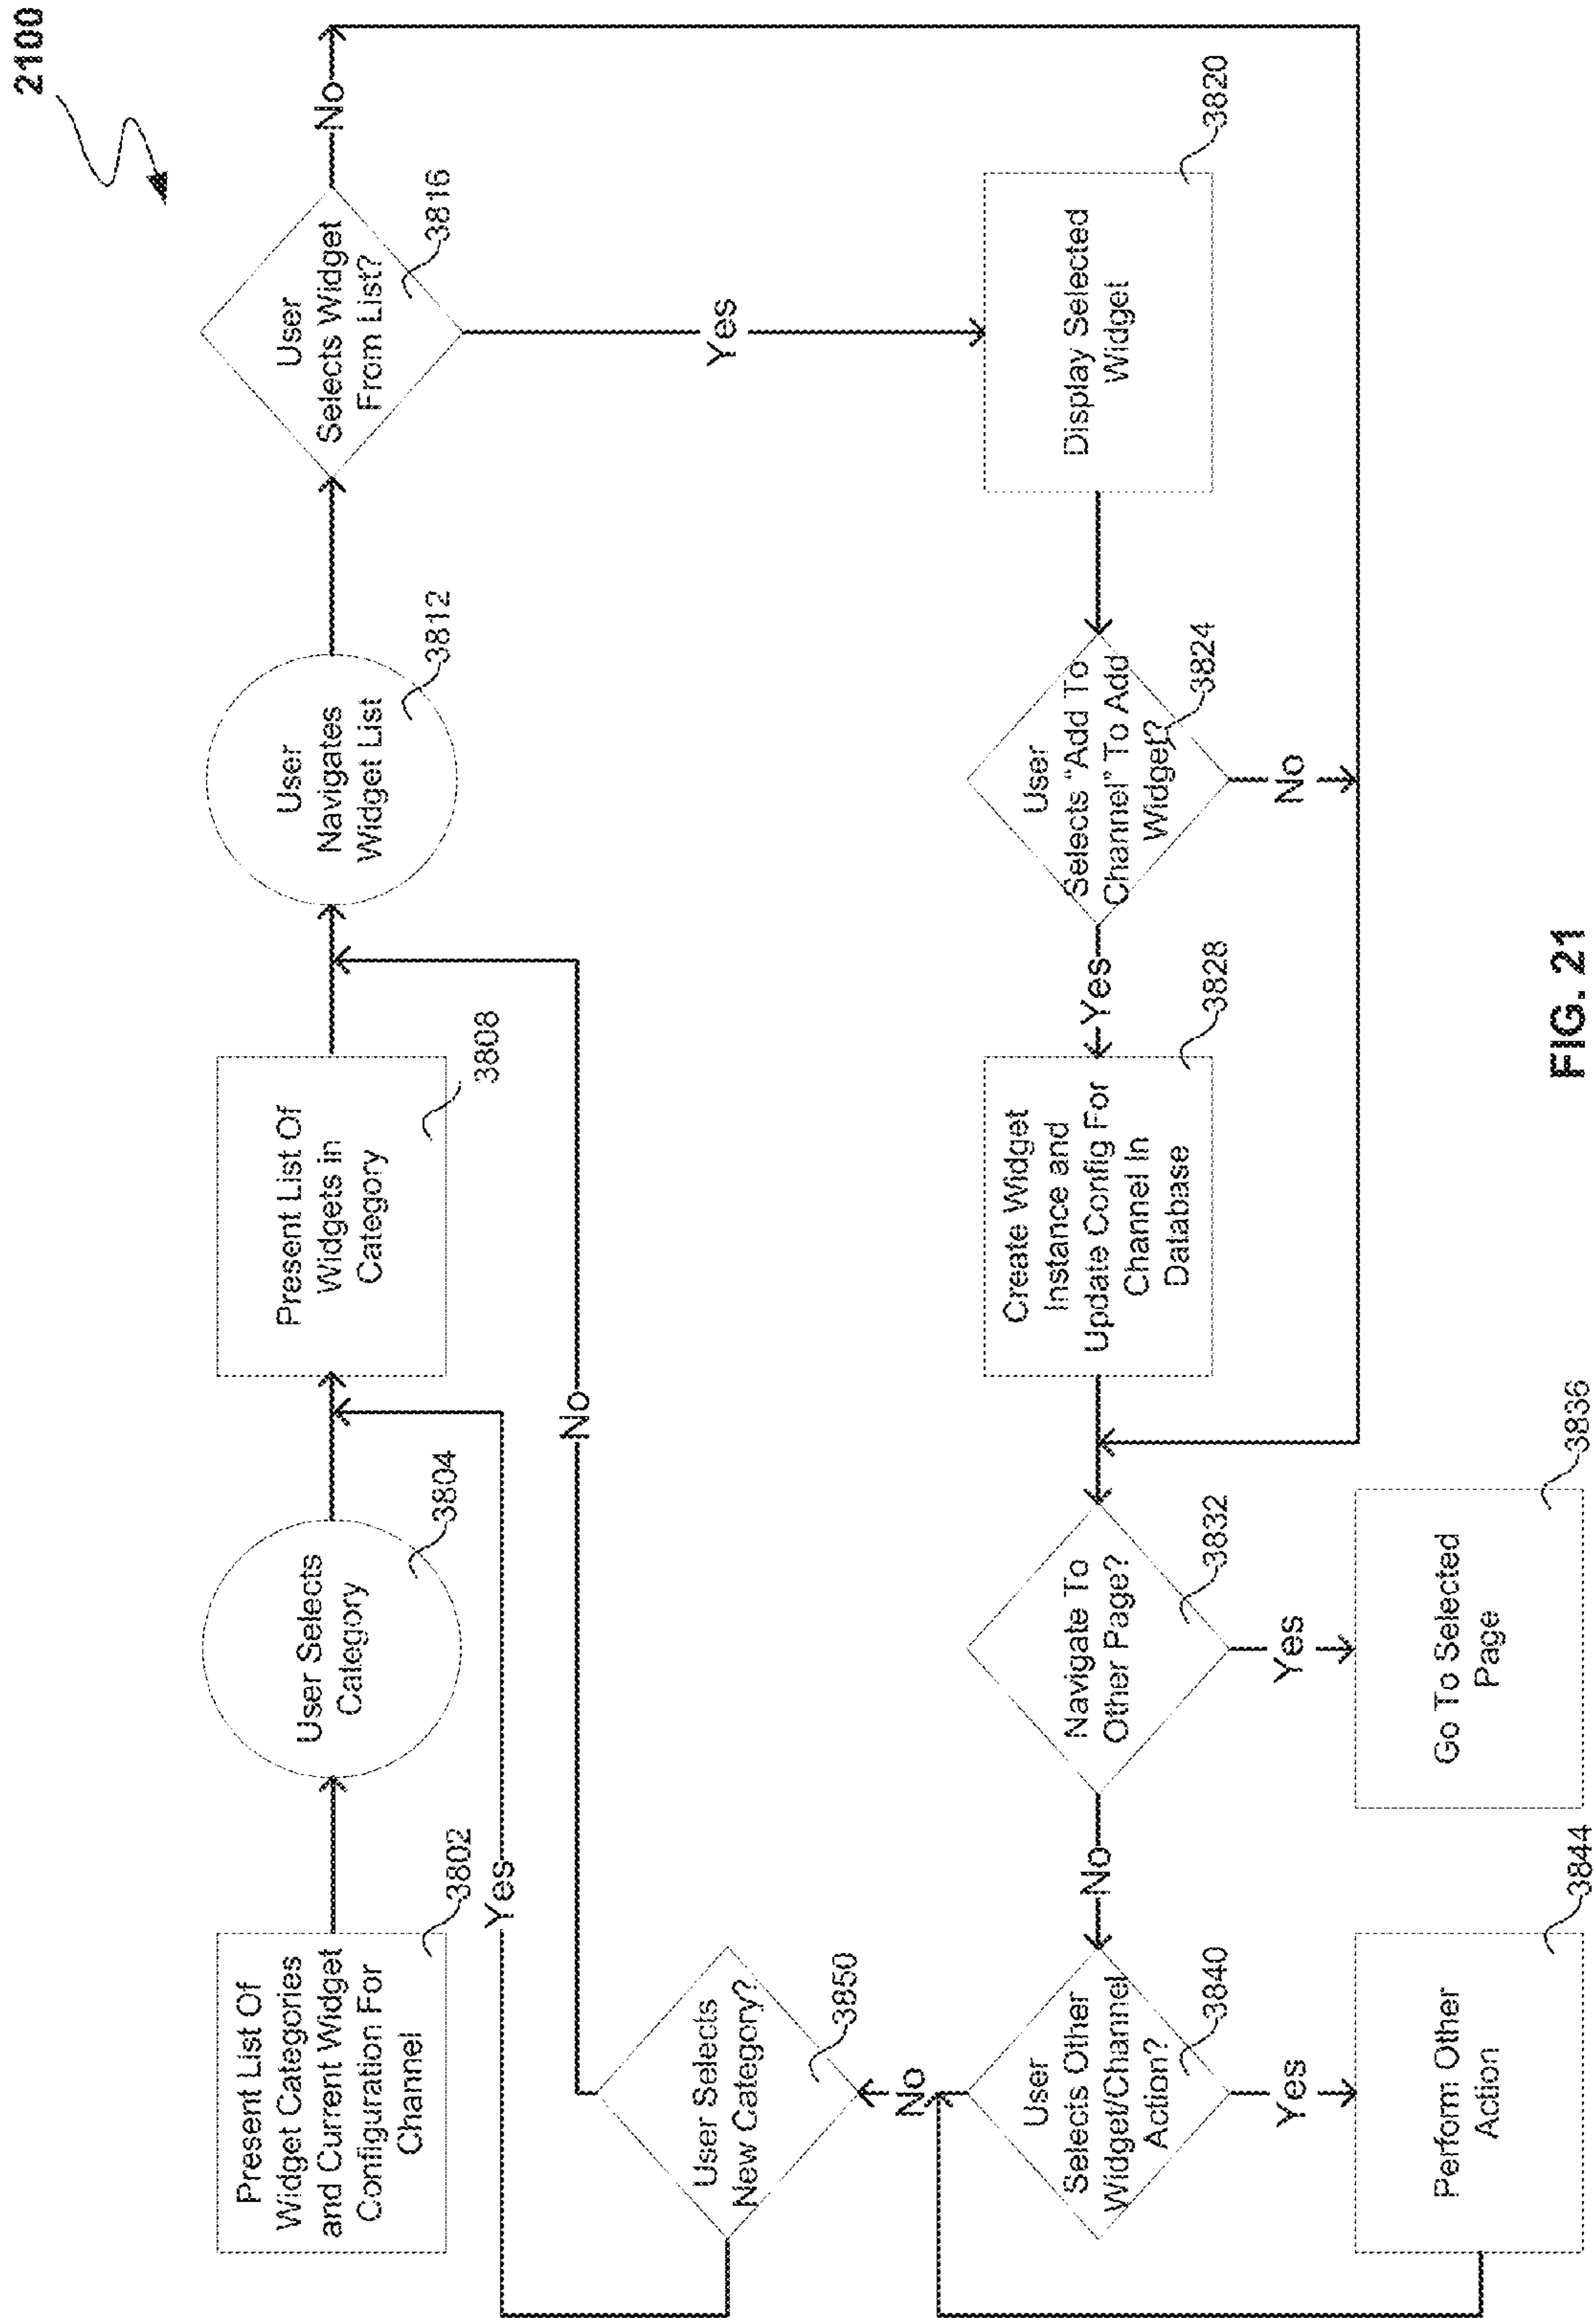 2100
Present List Of
Widget Categories
and Current Widget
Configuration For
Channel
3802
User Selects
Category
3804
Present List Of
Widgets in
Category
3808
User
Navigates
Widget List
3812
User
Selects Widget
From List?
3816
No
Yes
Yes
No
User Selects
New Category?
3850
No
User
Selects Other
Widget/Channel
Action?
3840
No
Navigate To
Other Page?
3832
Create Widget
Instance and
Update Config For
Channel In
Database
3828
Yes
User
Selects "Add To
Channel" To Add
Widget?
3824
Display Selected
Widget
3820
Yes
Yes
No
Perform Other
Action
3844
Go To Selected
Page
3836
FIG. 21